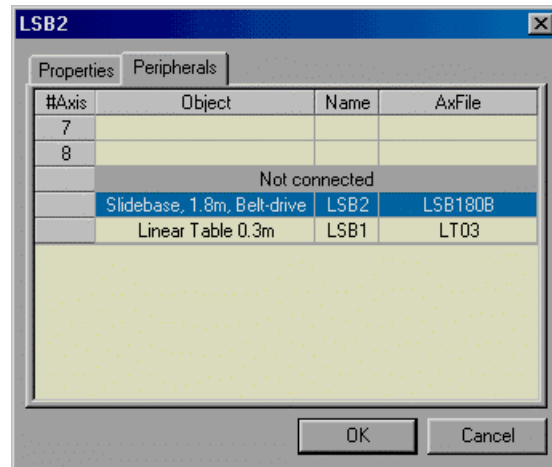 LSB2
Properties Peripherals
#Axis Object Name AxFile
7
8
Not connected
Slidebase, 1.8m, Belt-drive LSB2 LSB180B
Linear Table 0.3m LSB1 LT03
OK Cancel